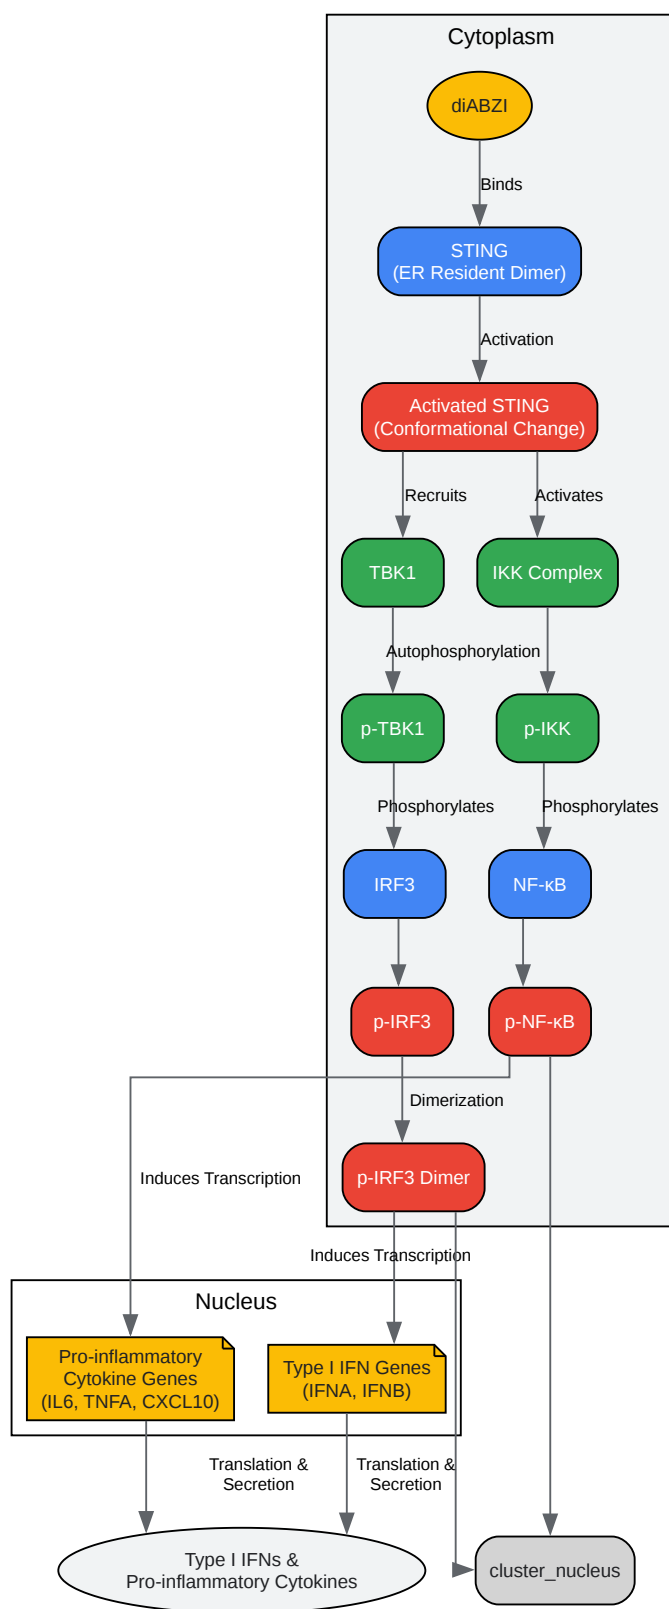 Cytoplasm
diABZI
Binds
STING
(ER Resident Dimer)
Activation
Activated STING
(Conformational Change)
Recruits
Activates
TBK1
IKK Complex
Autophosphorylation
p-TBK1
p-IKK
Phosphorylates
Phosphorylates
IRF3
NF-κB
p-IRF3
p-NF-κB
Dimerization
p-IRF3 Dimer
Induces Transcription
Induces Transcription
Nucleus
Pro-inflammatory
Cytokine Genes
(IL6, TNFA, CXCL10)
Type I IFN Genes
(IFNA, IFNB)
Translation &
Secretion
Translation &
Secretion
Type I IFNs &
Pro-inflammatory Cytokines
cluster_nucleus